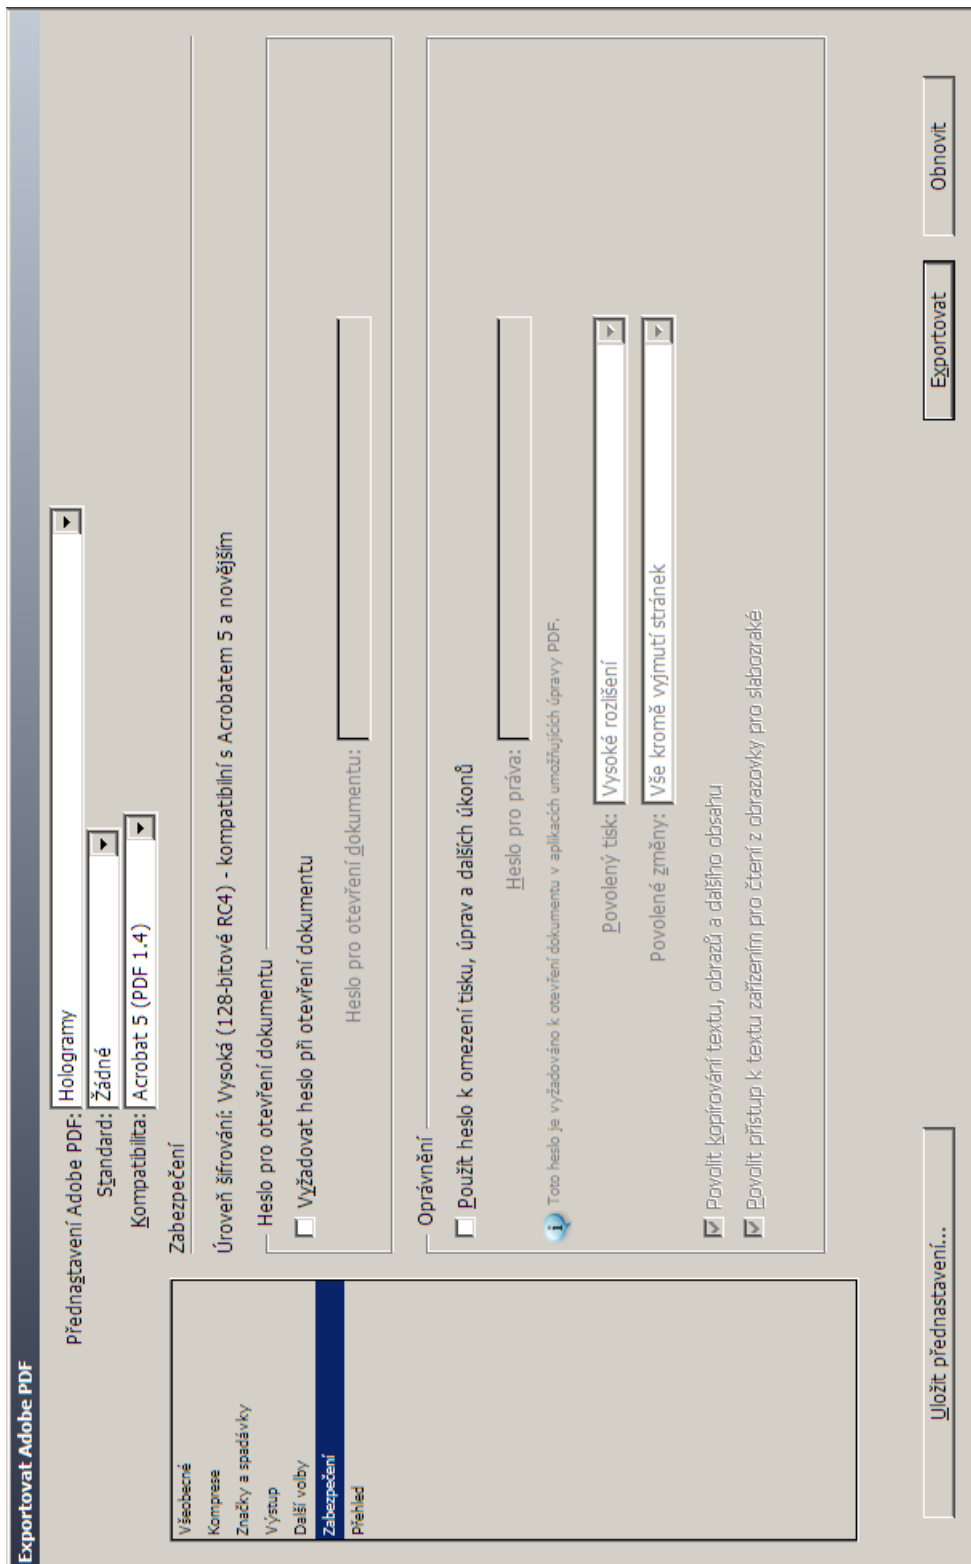 Exportovat Adobe PDF
Přednastavení Adobe PDF: Hologramy
Standard: Žádné
Kompatibilita: Acrobat 5 (PDF 1.4)
Všeobecné
Komprese
Značky a spadávky
Výstup
Další volby
Zabezpečení
Přehled
Zabezpečení
Úroveň šifrování: Vysoká (128-bitové RC4) - kompatibilní s Acrobatem 5 a novějším
Heslo pro otevření dokumentu
Vyžadovat heslo při otevření dokumentu
Heslo pro otevření dokumentu:
Oprávnění
Použít heslo k omezení tisku, úprav a dalších úkonů
Heslo pro práva:
Toto heslo je vyžadováno k otevření dokumentu v aplikacích umožňujících úpravy PDF.
Povolený tisk: Vysoké rozlišení
Povolené změny: Vše kromě vyjmutí stránek
Povolit kopírování textu, obrazů a dalšího obsahu
Povolit přístup k textu zařízením pro čtení z obrazovky pro slabozraké
Uložit přednastavení...
Exportovat
Obnovit